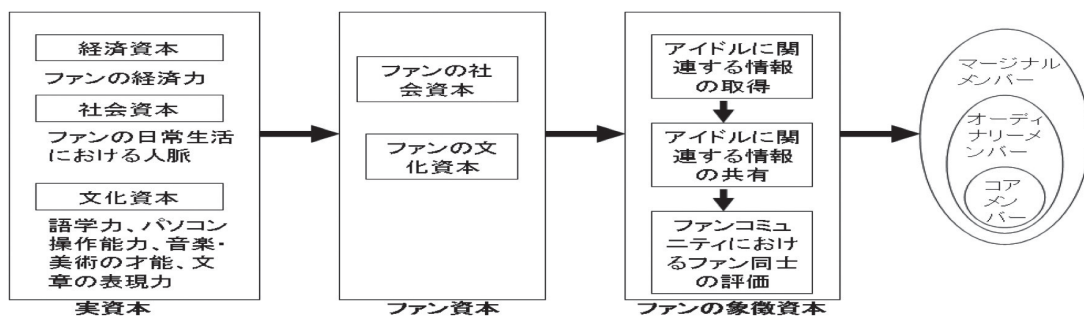 経済資本
ファンの経済力
社会資本
ファンの日常生活
における人脈
文化資本
語学力、パソコン
操作能力、音楽・
美術の才能、文
章の表現力
実資本
ファンの社
会資本
ファンの文
化資本
ファン資本
アイドルに関
連する情報
の取得
アイドルに関
連する情報
の共有
ファンコミュ
ニティにおけ
るファン同士
の評価
ファンの象徴資本
マージナル
メンバー
オーディ
ナリーメ
ンバー
コア
メン
バー